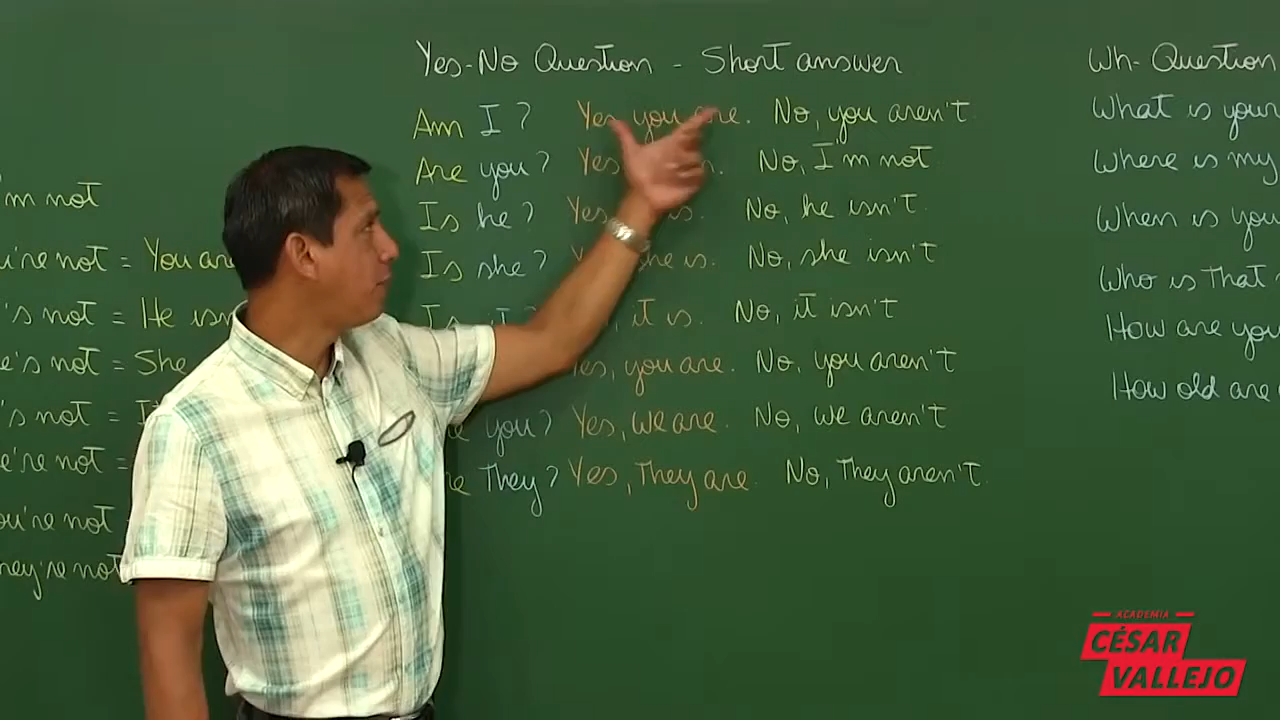 Yes-No Question - Short answer
Am I? Yes you are. No, you aren't.
Are you? Yes No, I'm not
Is he? Yes is. No, he isn't.
Is she? she is. No, she isn't
it is. No, it isn't
Yes, you are. No, you aren't
you? Yes, we are. No, we aren't
They? Yes, They are. No, They aren't.
'm not
're not = You are
's not = He isn
's not = She
's not =
're not =
're not
're not
Wh- Question
What is your
Where is my
When is you
Who is that
How are you
How old are
ACADEMIA
CÉSAR
VALLEJO